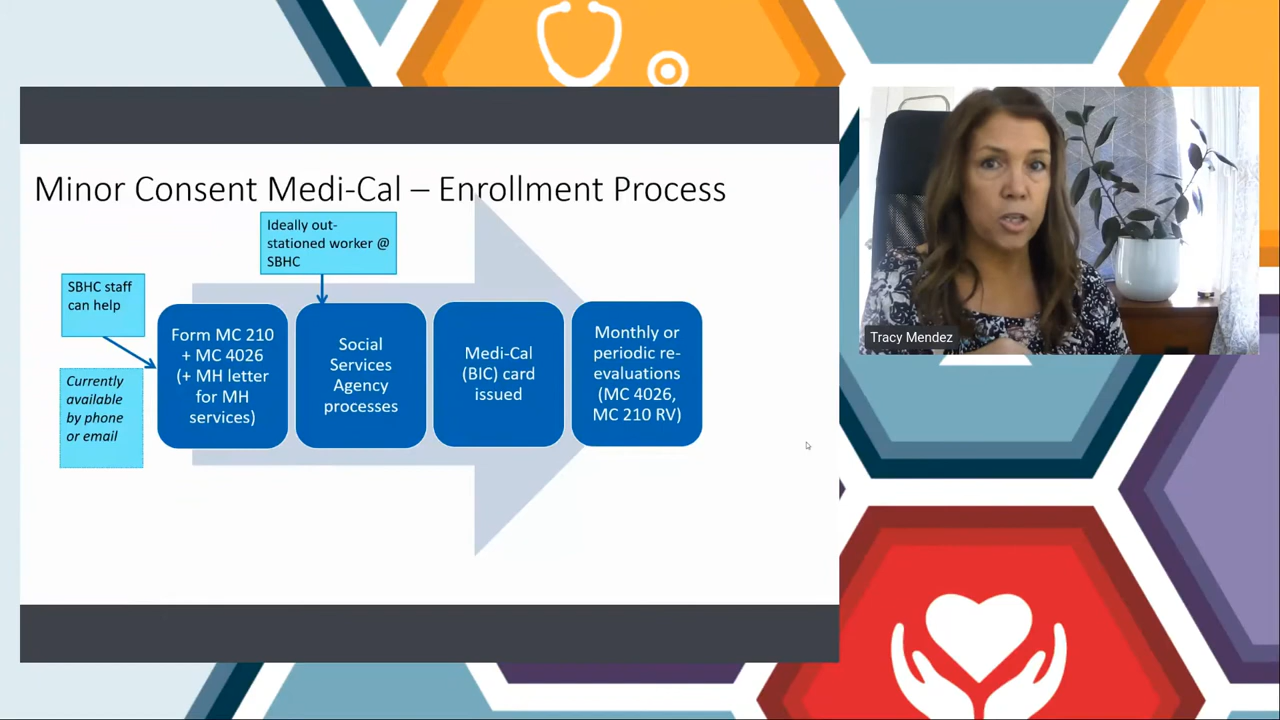 Minor Consent Medi-Cal – Enrollment Process
Ideally out-
stationed worker @
SBHC
SBHC staff
can help
Currently
available
by phone
or email
Form MC 210
+ MC 4026
(+ MH letter
for MH
services)
Social
Services
Agency
processes
Medi-Cal
(BIC) card
issued
Monthly or
periodic re-
evaluations
(MC 4026,
MC 210 RV)
Tracy Mendez